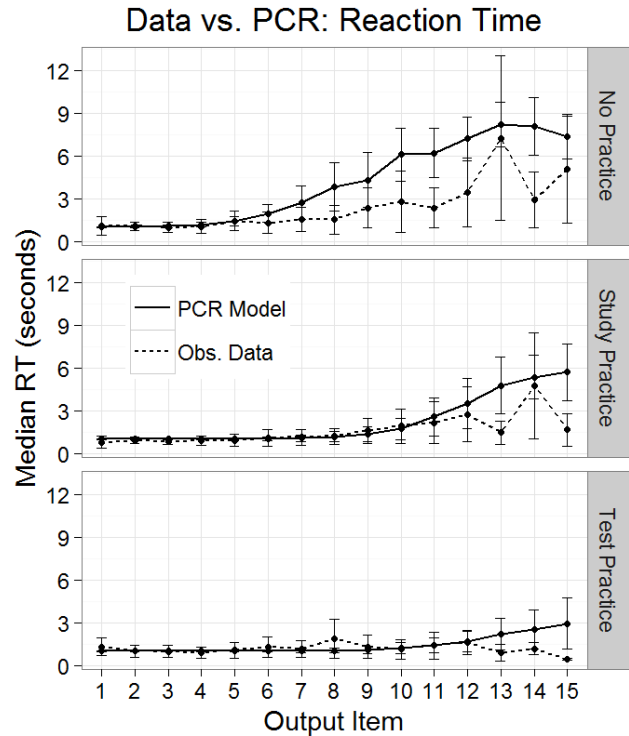 Data vs. PCR: Reaction Time
Median RT (seconds)
12
9
6
3
0
No Practice
12
9
6
3
0
PCR Model
Obs. Data
Study Practice
12
9
6
3
0
Test Practice
1 2 3 4 5 6 7 8 9 10 11 12 13 14 15
Output Item